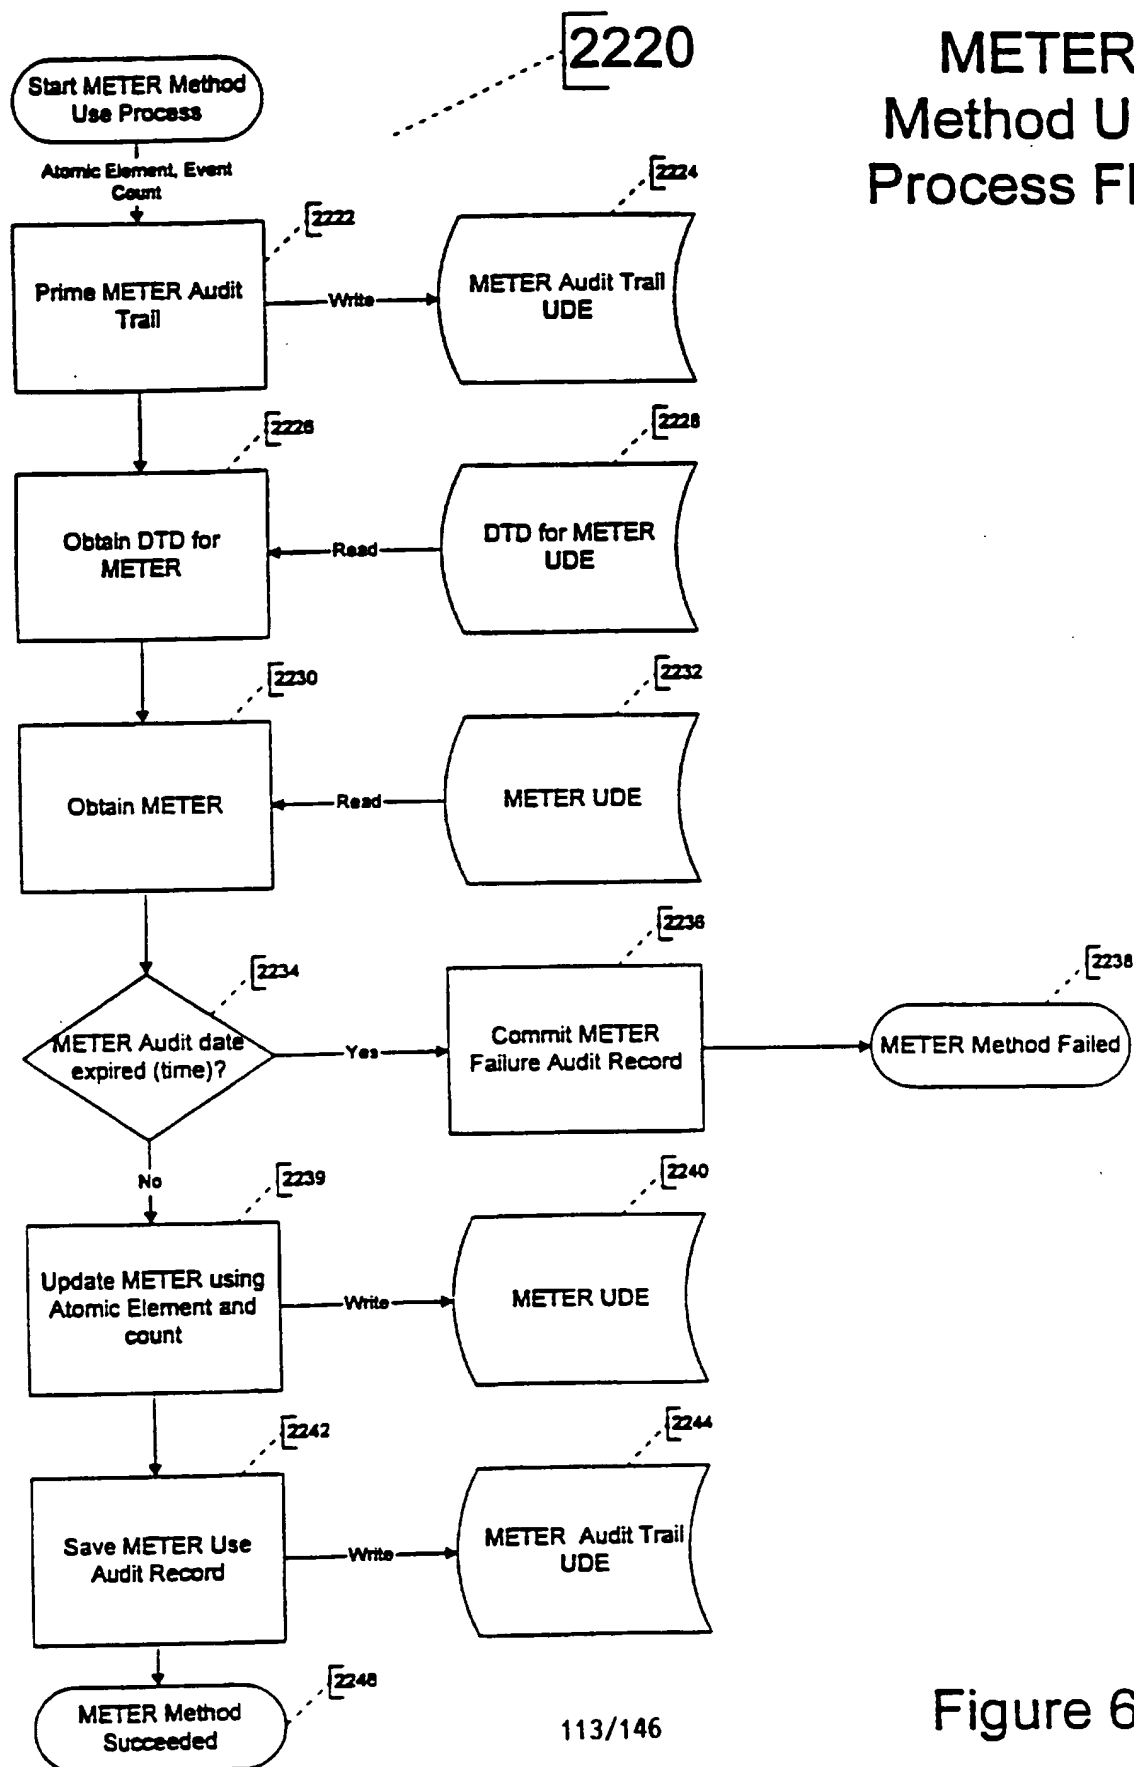 2220
METER
Method U
Process Fl
Start METER Method
Use Process
Atomic Element, Event
Count
2222
2224
Prime METER Audit
Trail
Write
METER Audit Trail
UDE
2226
2228
Obtain DTD for
METER
Read
DTD for METER
UDE
2230
2232
Obtain METER
Read
METER UDE
2234
2236
2238
METER Audit date
expired (time)?
Yes
Commit METER
Failure Audit Record
METER Method Failed
No
2239
2240
Update METER using
Atomic Element and
count
Write
METER UDE
2242
2244
Save METER Use
Audit Record
Write
METER Audit Trail
UDE
2246
METER Method
Succeeded
113/146
Figure 6